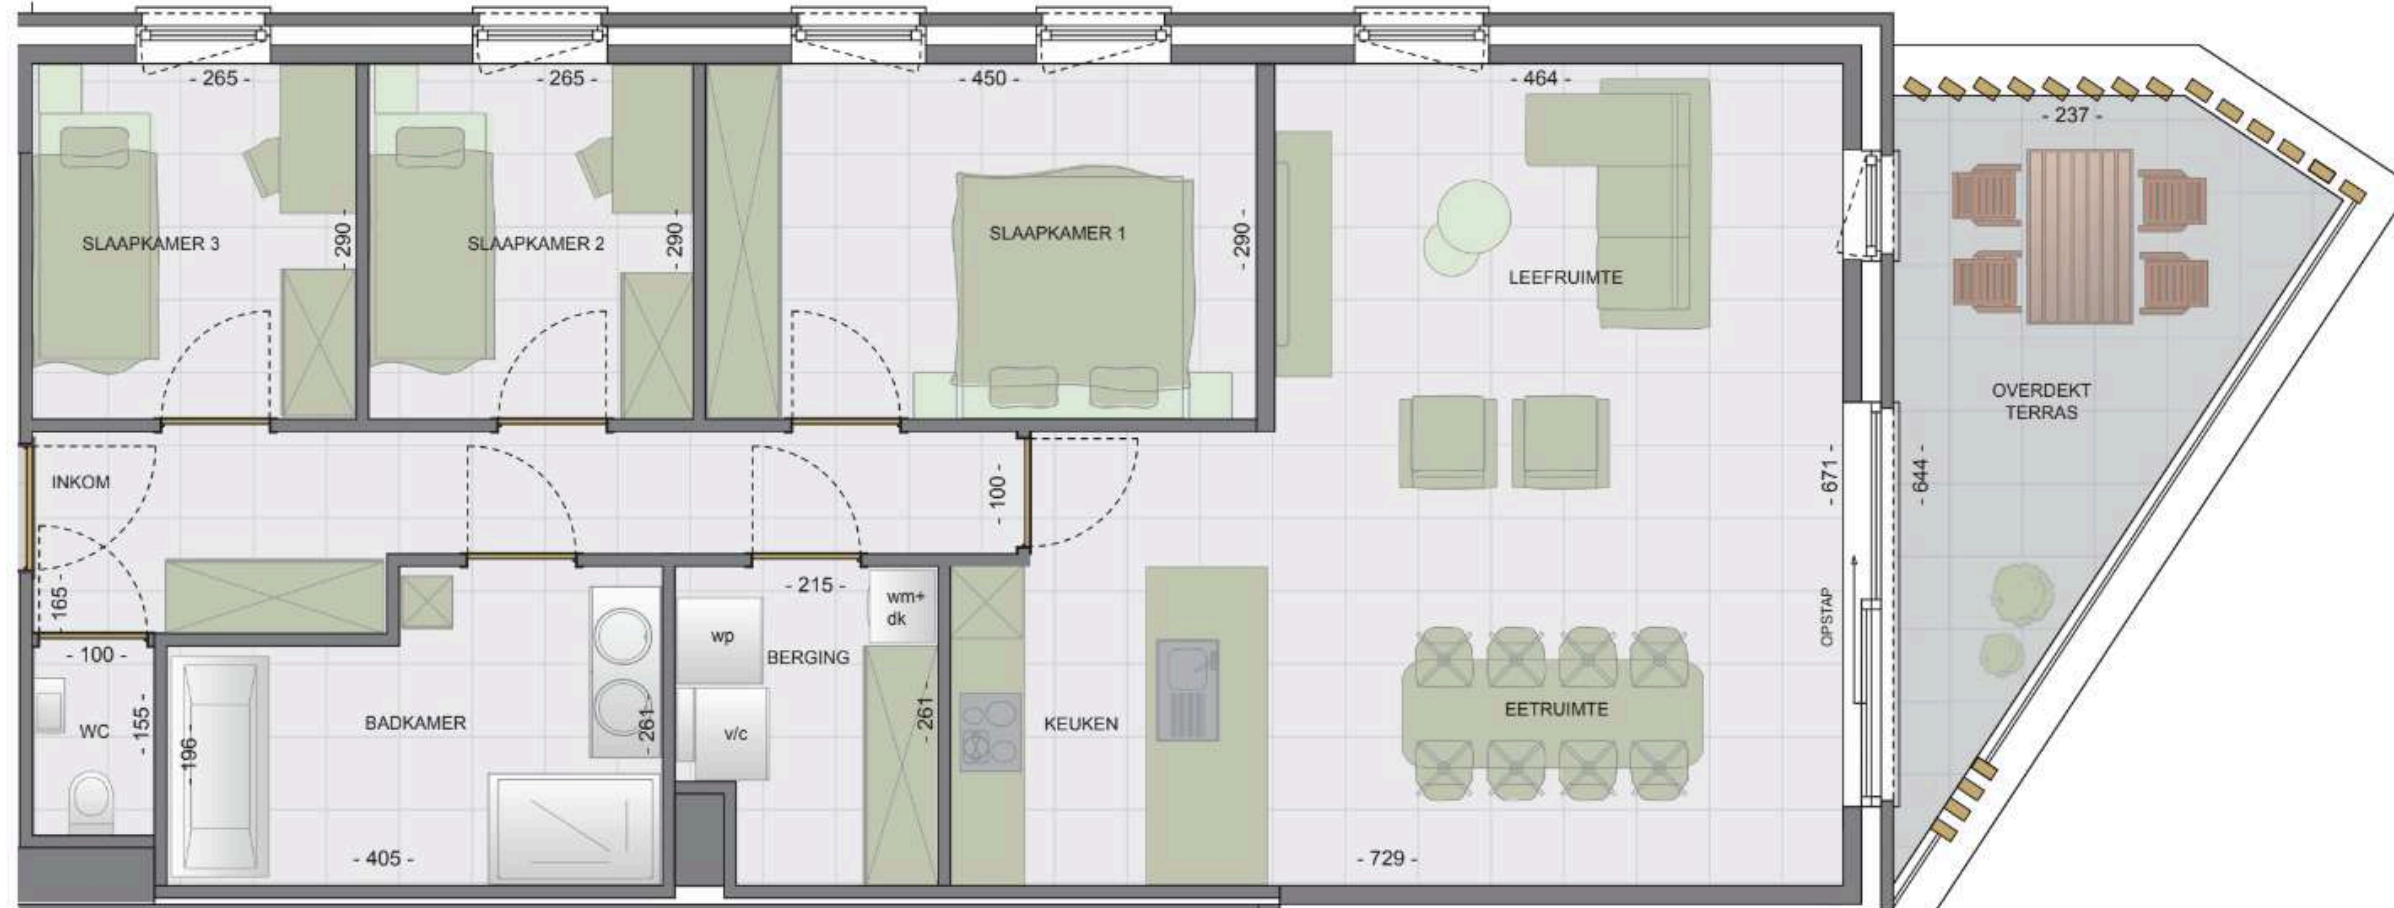 - 265 -
- 265 -
- 450 -
- 464 -
- 237 -
SLAAPKAMER 3
- 290 -
SLAAPKAMER 2
- 290 -
SLAAPKAMER 1
- 290 -
LEEFRUIMTE
OVERDEKT
TERRAS
INKOM
- 100 -
- 671 -
- 644 -
- 165 -
- 215 -
wm+
dk
OPSTAP
wp
BERGING
- 100 -
WC
- 155 -
- 196 -
BADKAMER
- 261 -
v/c
- 261 -
KEUKEN
EETRUIMTE
- 405 -
- 729 -